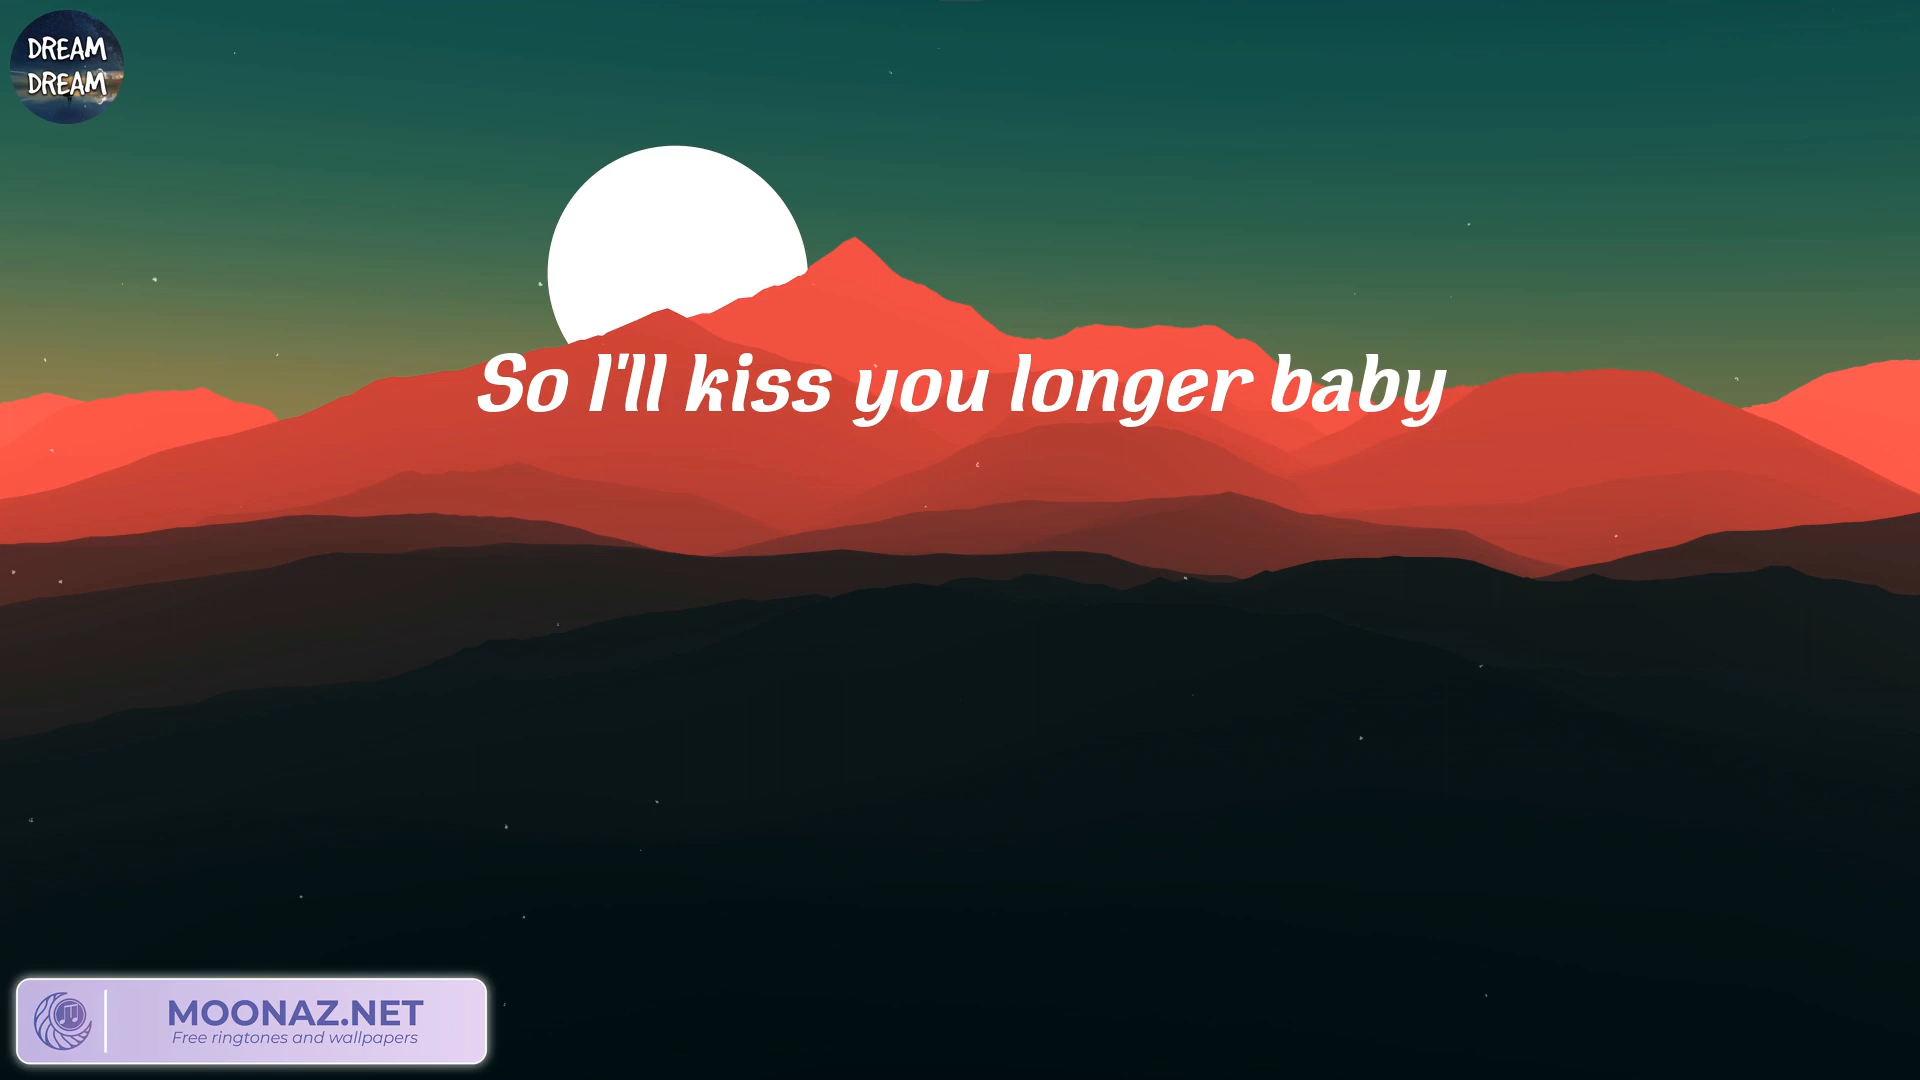 DREAM
DREAM
So I'll kiss you longer baby
MOONAZ.NET
Free ringtones and wallpapers